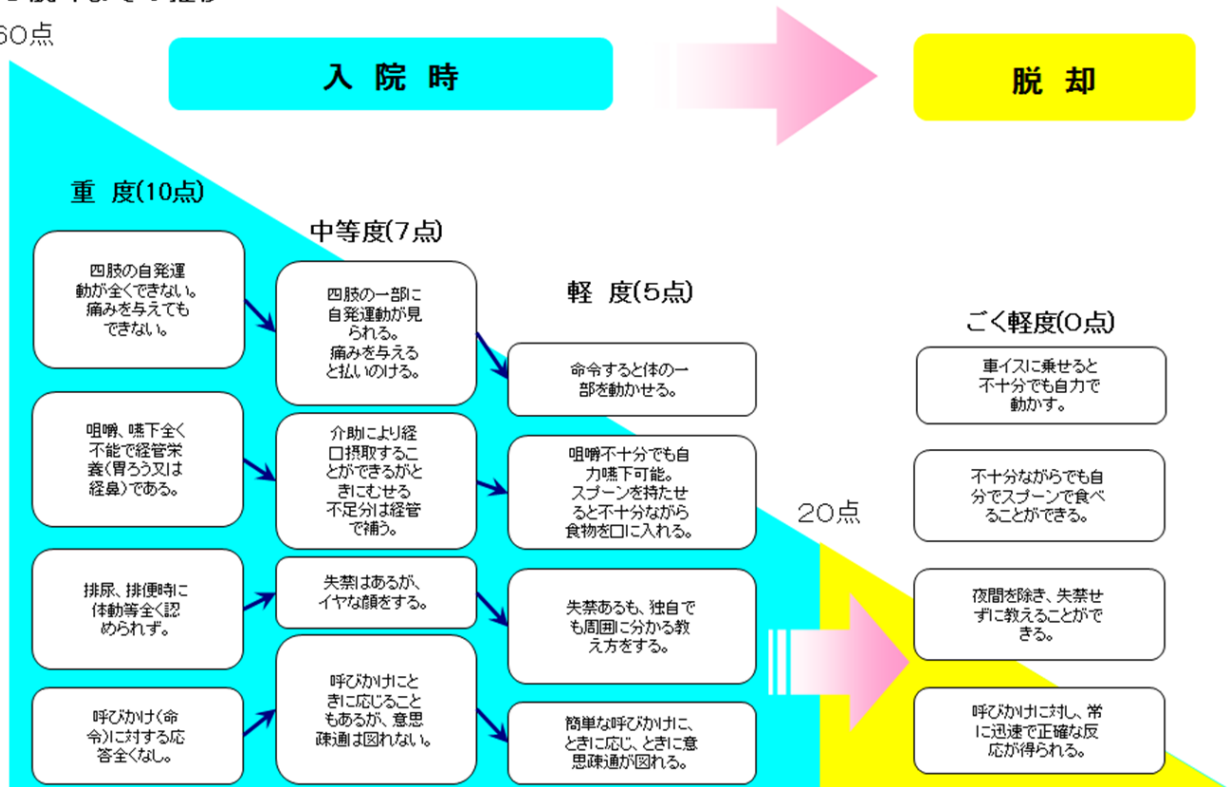 60点
入 院 時
脱 却
重 度(10点)
四肢の自発運
動が全くできない。
痛みを与えても
できない。
咀嚼、嚥下全く
不能で経管栄
養(胃ろう又は
経鼻)である。
排尿、排便時に
体動等全く認
められず。
呼びかけ(命
令)に対する応
答全くなし。
中等度(7点)
四肢の一部に
自発運動が見
られる。
痛みを与える
と払いのける。
介助により経
口摂取するこ
とができるがと
きにむせる
不足分は経管
で補う。
失禁はあるが、
イヤな顔をする。
呼びかけにと
きに応じること
もあるが、意思
疎通は図れない。
軽 度(5点)
命令すると体の一
部を動かせる。
咀嚼不十分でも自
力嚥下可能。
スプーンを持たせ
ると不十分ながら
食物を口に入れる。
失禁あるも、独自で
も周囲に分かる教
え方をする。
簡単な呼びかけに、
ときに応じ、ときに意
思疎通が図れる。
20点
ごく軽度(0点)
車イスに乗せると
不十分でも自力で
動かす。
不十分ながらでも自
分でスプーンで食べ
ることができる。
夜間を除き、失禁せ
ずに教えることがで
きる。
呼びかけに対し、常
に迅速で正確な反
応が得られる。